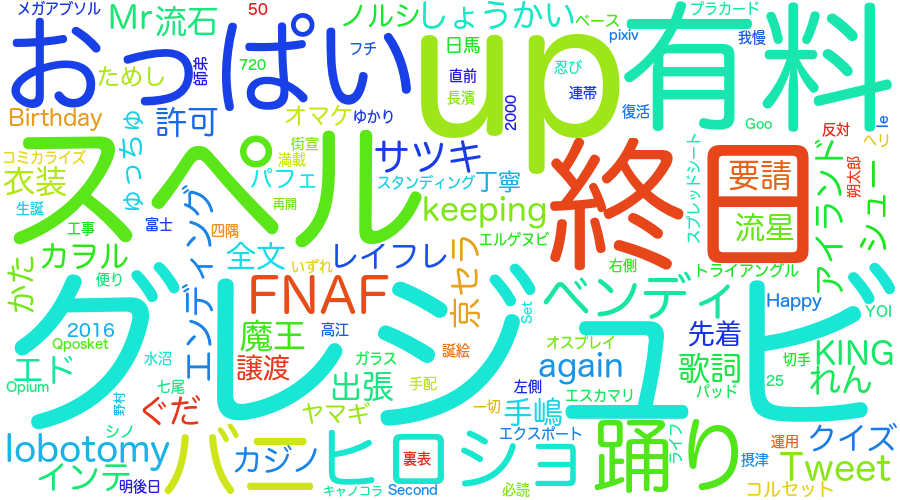 メガアブソル
Mr
流石
50
ノルシ
しょうかい
ベース
プラカード
pixiv
我慢
おっぱい
up
有料
フチ
日馬
師弟
720
ためし
直前
忍び
連帯
長濱
2000
復活
Goo
Ie
反対
ヘリ
Birthday
ゆっちゅ
許可
オマケ
ゆかり
コミカライズ
衣装
街宣
満載
パフェ
サツキ
スタンディング
丁寧
スペル
終日
要請
流星
スプレッドシート
アイランド
朔太郎
シュー
生誕
再開
keeping
工事
富士
四隅
エンディング
カヲル
全文
レイフレ
エルゲヌビ
右側
トライアングル
いずれ
便り
かた
FNAF
京セラ
ベンディ
Happy
YOI
グレジュビ
Set
2016
Qposket
魔王
高江
オスプレイ
先着
誕絵
水沼
ガラス
again
歌詞
切手
KING
エド
Opium
譲渡
出張
手配
左側
エスカマリ
パッド
25
れん
七尾
野村
ぐだ
ヤマギ
一切
手嶋
シノ
lobotomy
バニ
ヒロショ
エクスポート
踊り
ライフ
運用
クイズ
カジノ
裏表
摂津
Tweet
インテ
明後日
キャノコラ
Second
必読
コルセット